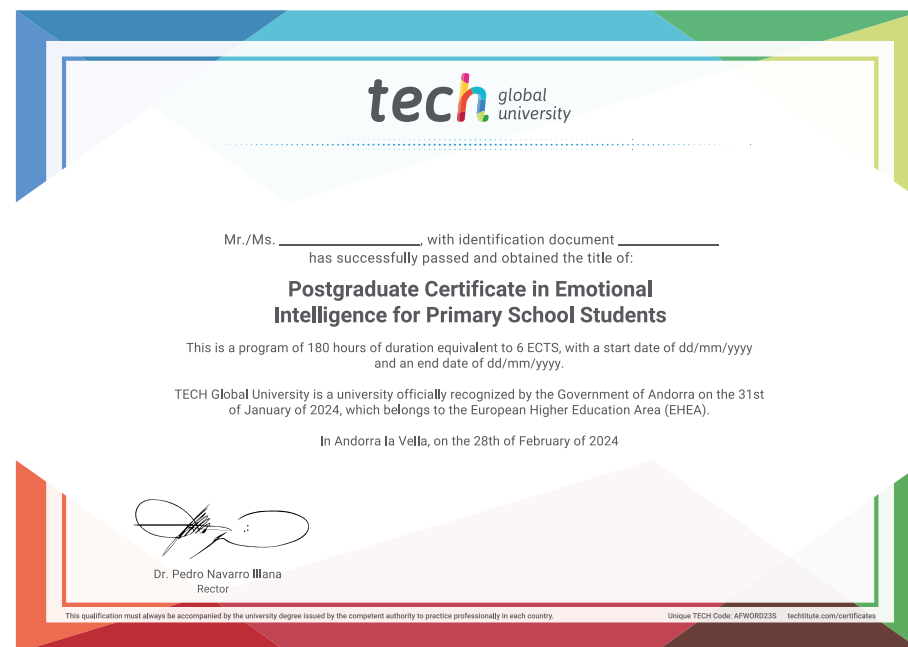 tech global
university
Mr./Ms. ____________, with identification document ____________
has successfully passed and obtained the title of:
Postgraduate Certificate in Emotional
Intelligence for Primary School Students
This is a program of 180 hours of duration equivalent to 6 ECTS, with a start date of dd/mm/yyyy
and an end date of dd/mm/yyyy.
TECH Global University is a university officially recognized by the Government of Andorra on the 31st
of January of 2024, which belongs to the European Higher Education Area (EHEA).
In Andorra la Vella, on the 28th of February of 2024
Dr. Pedro Navarro Illana
Rector
This qualification must always be accompanied by the university degree issued by the competent authority to practice professionally in each country. Unique TECH Code: AFWORD23S techtitute.com/certificates